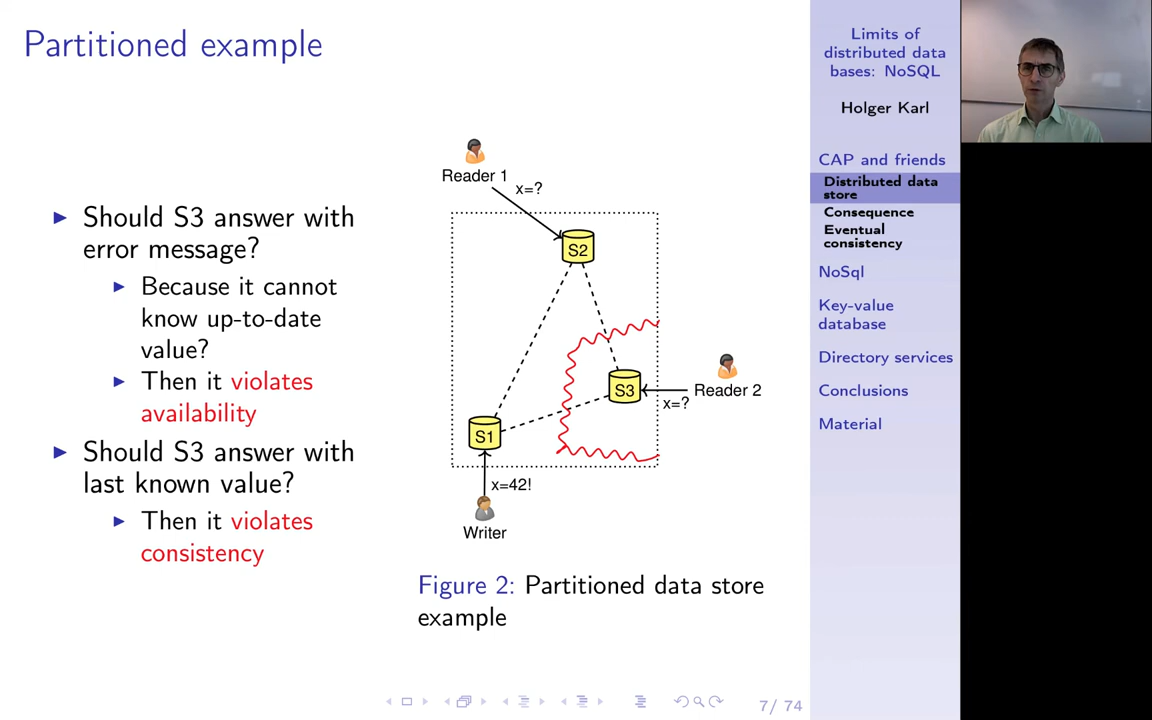 Partitioned example
Should S3 answer with
error message?
Because it cannot
know up-to-date
value?
Then it violates
availability
Should S3 answer with
last known value?
Then it violates
consistency
Reader 1
x=?
S2
S3
Reader 2
x=?
S1
x=42!
Writer
Figure 2: Partitioned data store
example
Limits of
distributed data
bases: NoSQL
Holger Karl
CAP and friends
Distributed data
store
Consequence
Eventual
consistency
NoSql
Key-value
database
Directory services
Conclusions
Material
7/ 74